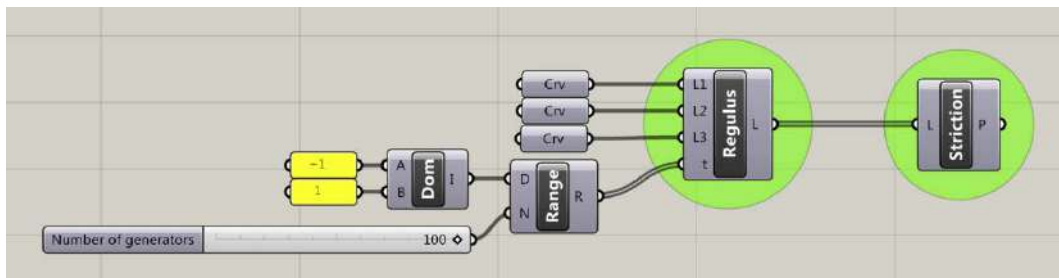 Crv
L1
Crv
L2
Crv
L3
t
Regulus
L
L
Striction
P
-1
A
1
B
Dom
I
D
N
Range
R
Number of generators
100